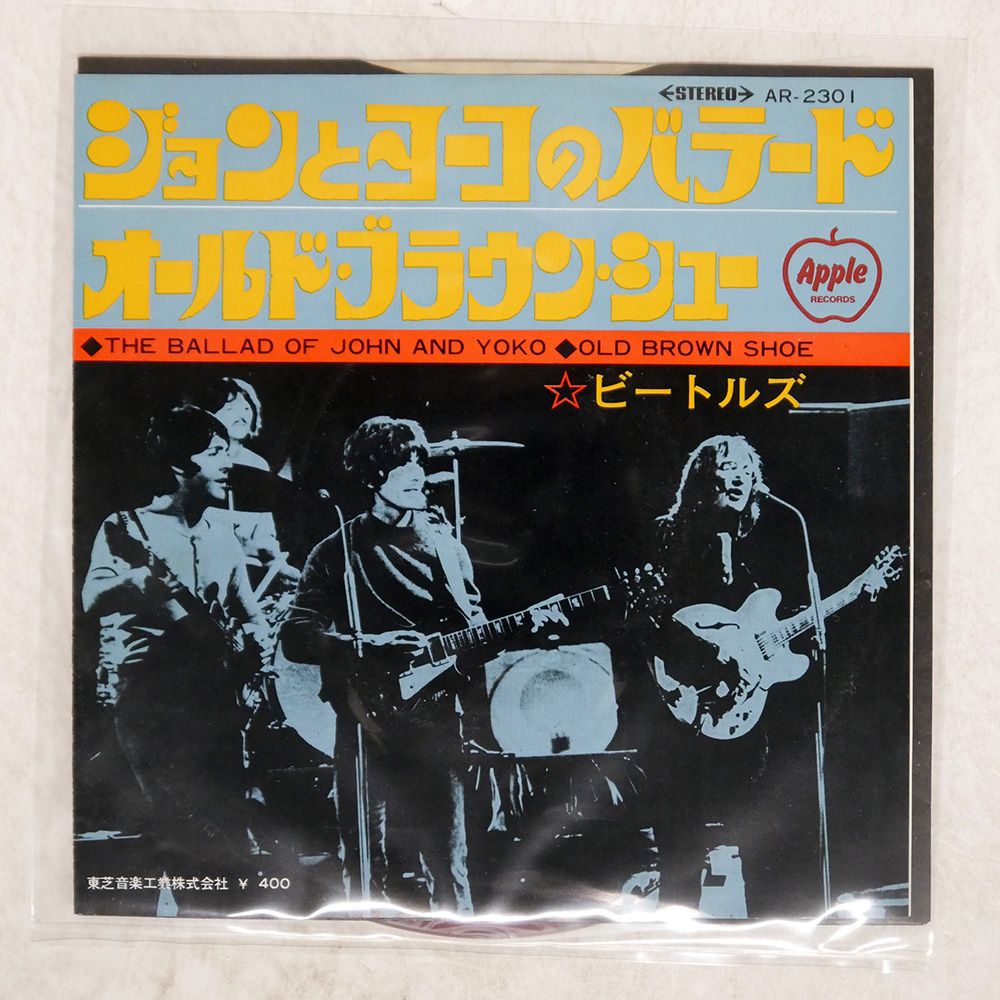 ←STEREO→ AR-2301
ジョンとヨーコのバラード
オールド・ブラウン・シュー
Apple
RECORDS
◆THE BALLAD OF JOHN AND YOKO ◆OLD BROWN SHOE
☆ビートルズ
東芝音楽工業株式会社 ¥ 400